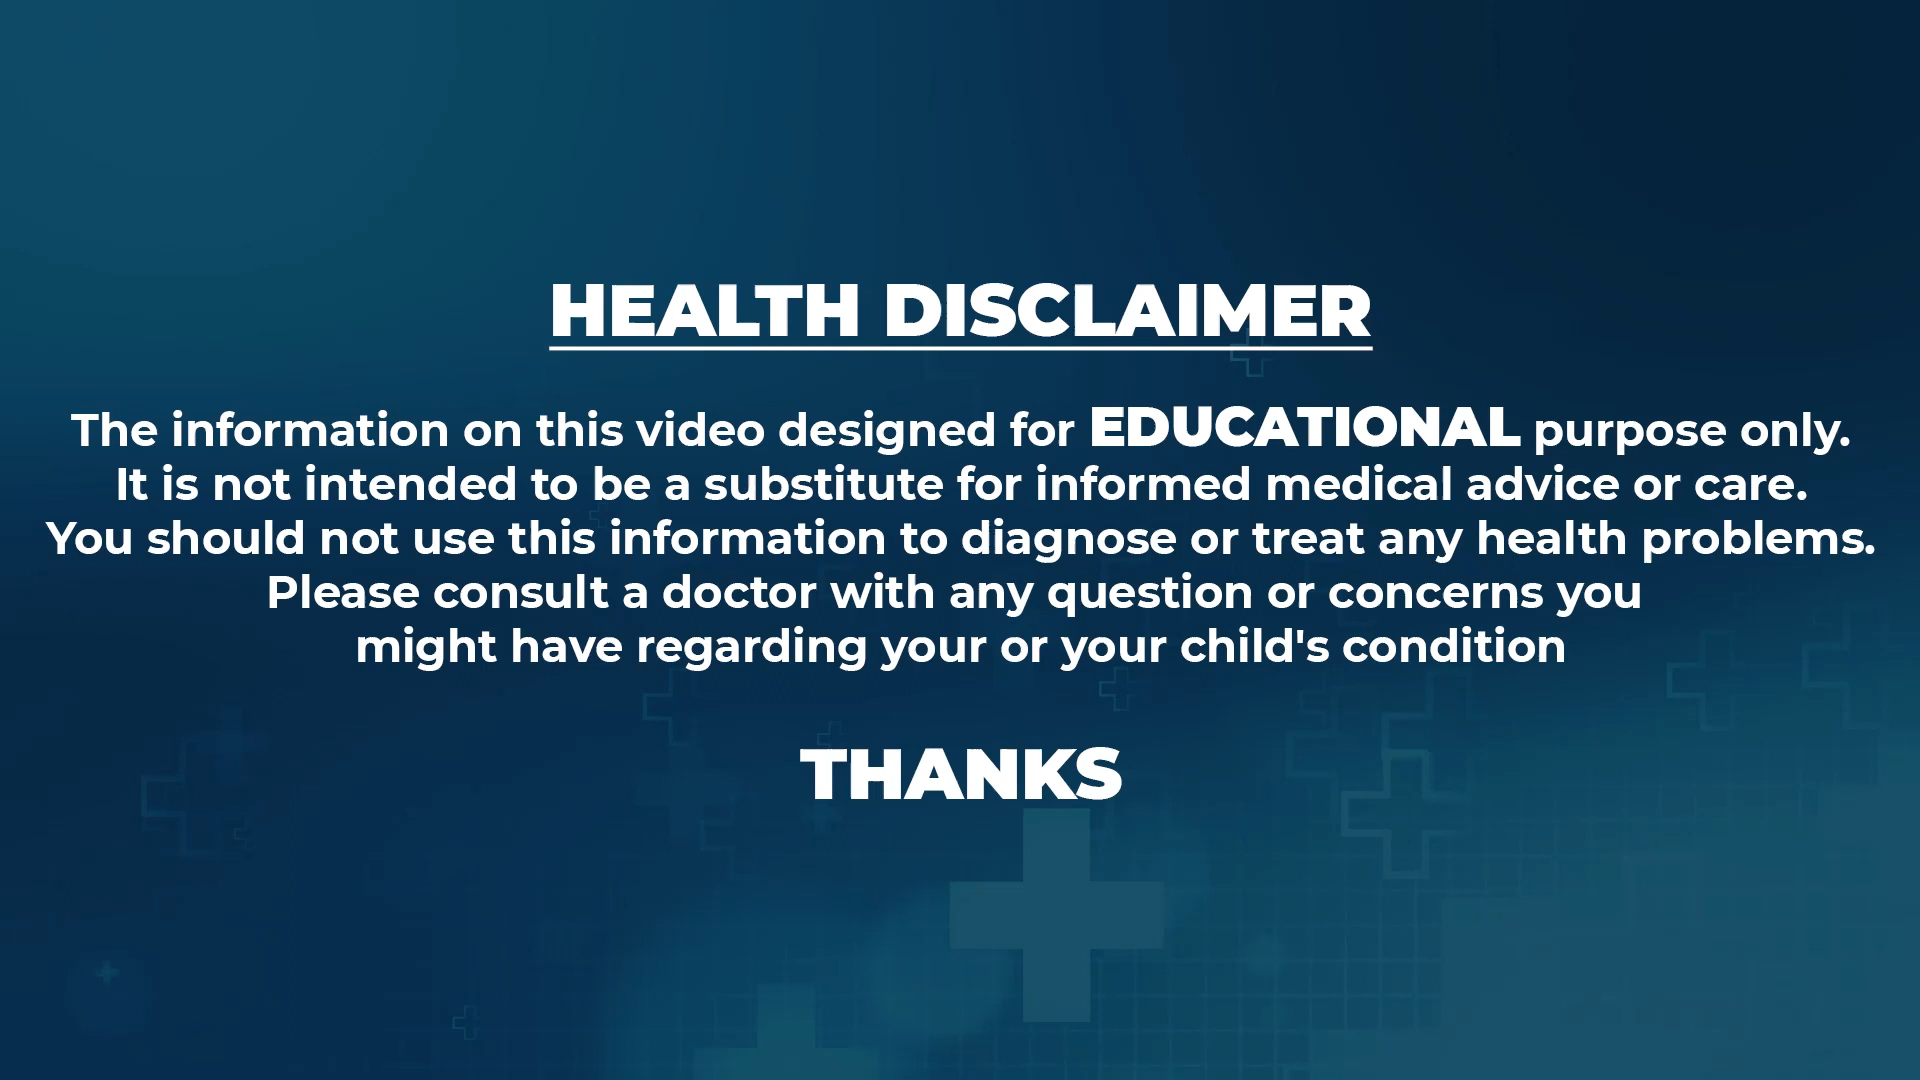 HEALTH DISCLAIMER
The information on this video designed for EDUCATIONAL purpose only.
It is not intended to be a substitute for informed medical advice or care.
You should not use this information to diagnose or treat any health problems.
Please consult a doctor with any question or concerns you
might have regarding your or your child's condition
THANKS